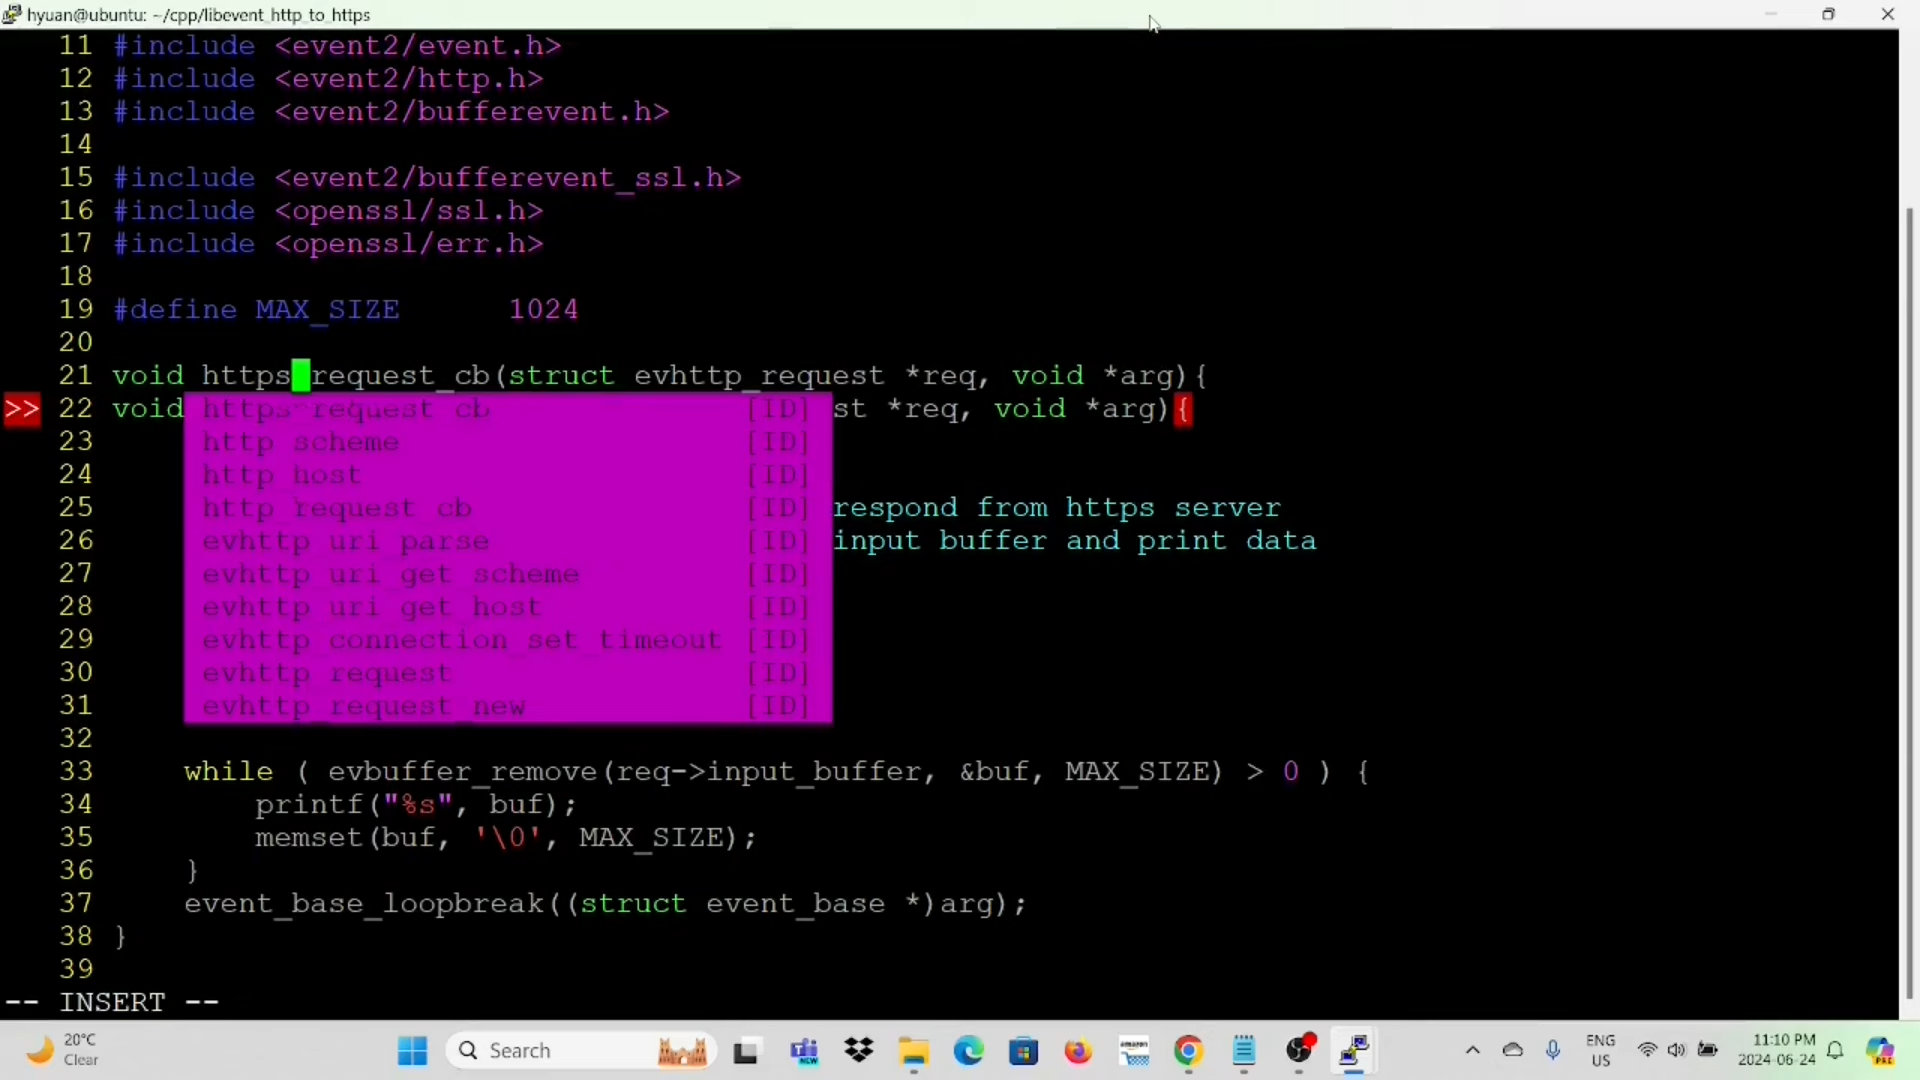 hyuan@ubuntu: ~/cpp/libevent_http_to_https
11 #include <event2/event.h>
12 #include <event2/http.h>
13 #include <event2/bufferevent.h>
14
15 #include <event2/bufferevent_ssl.h>
16 #include <openssl/ssl.h>
17 #include <openssl/err.h>
18
19 #define MAX_SIZE 1024
20
21 void https_request_cb(struct evhttp_request *req, void *arg){
>> 22 void https_request_cb [ID] st *req, void *arg){
23 http_scheme [ID]
24 http_host [ID]
25 http_request_cb [ID] respond from https server
26 evhttp_uri_parse [ID] input buffer and print data
27 evhttp_uri_get_scheme [ID]
28 evhttp_uri_get_host [ID]
29 evhttp_connection_set_timeout [ID]
30 evhttp_request [ID]
31 evhttp_request_new [ID]
32
33 while ( evbuffer_remove(req->input_buffer, &buf, MAX_SIZE) > 0 ) {
34 printf("%s", buf);
35 memset(buf, '\0', MAX_SIZE);
36 }
37 event_base_loopbreak((struct event_base *)arg);
38 }
39
-- INSERT --
20°C
Clear
Search
NEW
amazon
ENG
US
11:10 PM
2024-06-24
PRE